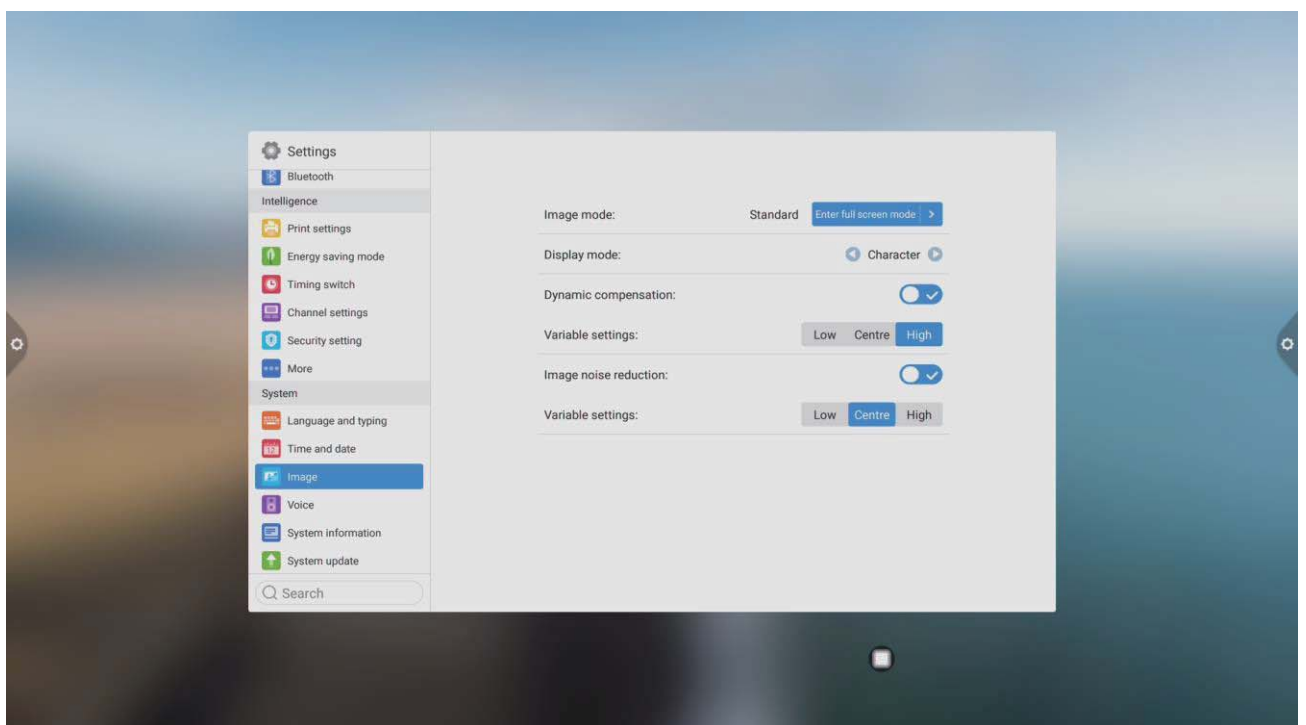 Settings
Bluetooth
Intelligence
Print settings
Energy saving mode
Timing switch
Channel settings
Security setting
More
System
Language and typing
12
Time and date
Image
Voice
System information
System update
Search
Image mode: Standard Enter full screen mode >
Display mode: Character
Dynamic compensation:
Variable settings: Low Centre High
Image noise reduction:
Variable settings: Low Centre High